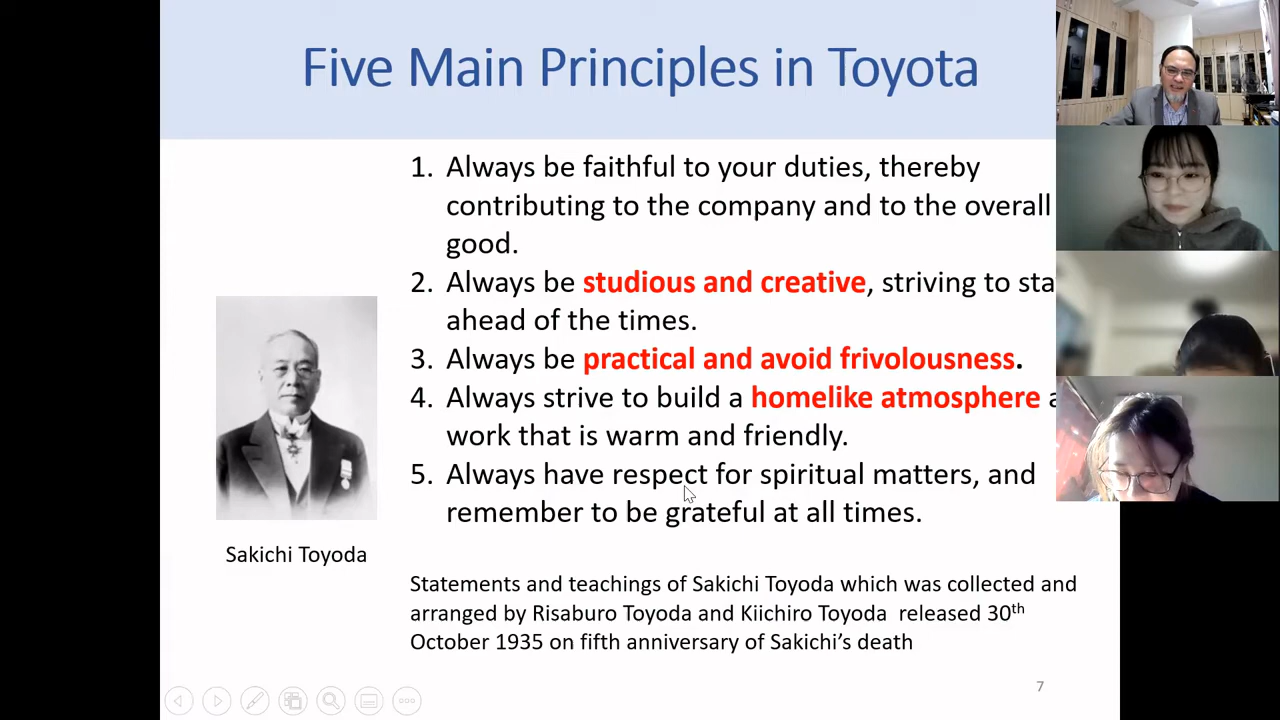 Five Main Principles in Toyota
1. Always be faithful to your duties, thereby
contributing to the company and to the overall
good.
2. Always be studious and creative, striving to sta
ahead of the times.
3. Always be practical and avoid frivolousness.
4. Always strive to build a homelike atmosphere a
work that is warm and friendly.
5. Always have respect for spiritual matters, and
remember to be grateful at all times.
Sakichi Toyoda
Statements and teachings of Sakichi Toyoda which was collected and
arranged by Risaburo Toyoda and Kiichiro Toyoda released 30th
October 1935 on fifth anniversary of Sakichi’s death
7